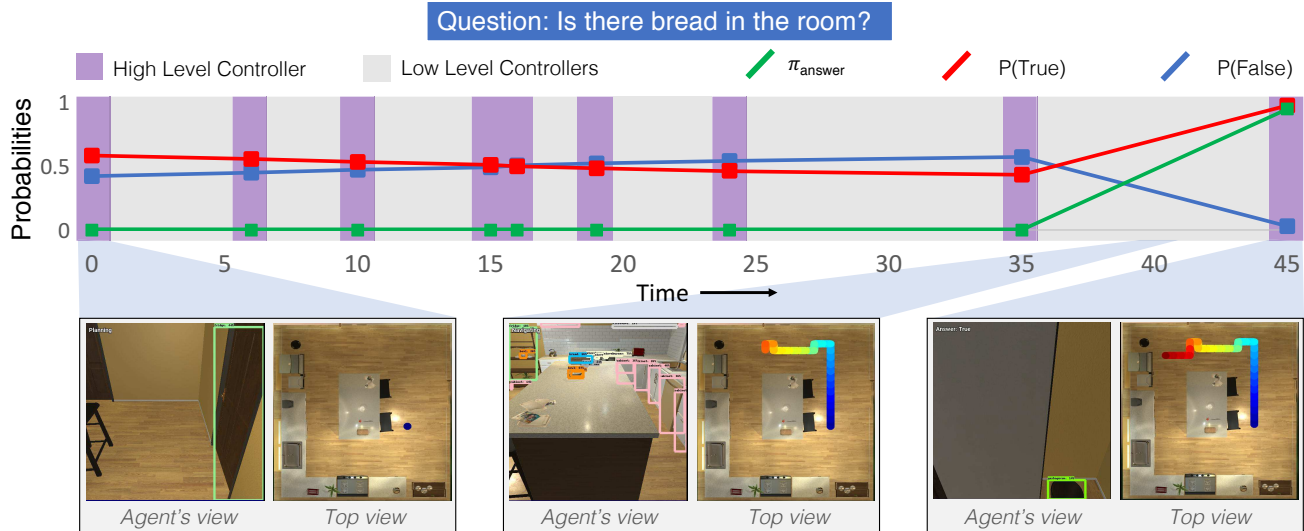 Question: Is there bread in the room?
High Level Controller
Low Level Controllers
π answer
P(True)
P(False)
Probabilities
1
0.5
0
0 5 10 15 20 25 30 35 40 45
Time
Planning
Navigating
Answer: True
Agent's view
Top view
Agent's view
Top view
Agent's view
Top view